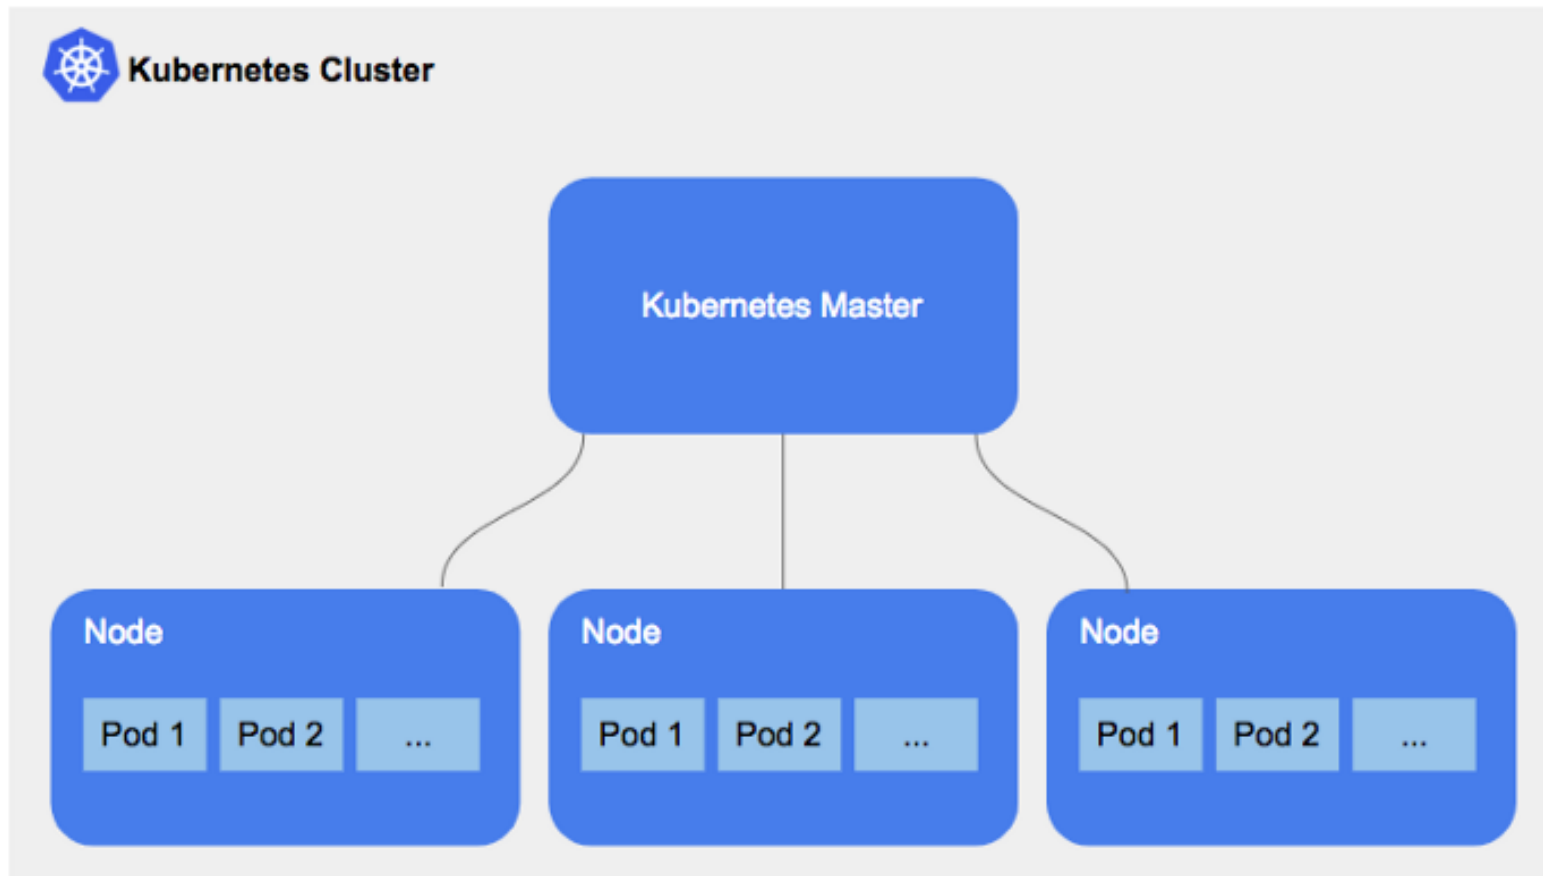 Kubernetes Cluster
Kubernetes Master
Node
Pod 1
Pod 2
...
Node
Pod 1
Pod 2
...
Node
Pod 1
Pod 2
...